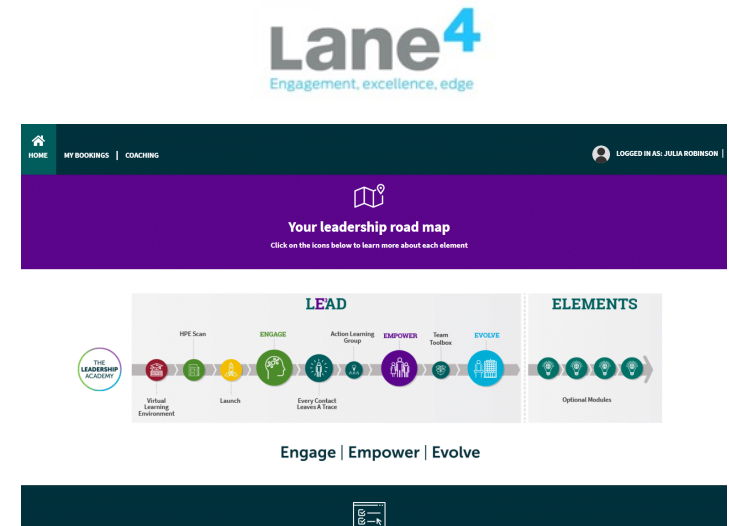 Lane4
Engagement, excellence, edge
HOME
MY BOOKINGS | COACHING
LOGGED IN AS: JULIA ROBINSON |
Your leadership road map
Click on the icons below to learn more about each element
LE'AD
ELEMENTS
HPE Scan
ENGAGE
Action Learning
Group
EMPOWER
Team
Toolbox
EVOLVE
THE
LEADERSHIP
ACADEMY
Virtual
Learning
Environment
Launch
Every Contact
Leaves A Trace
Optional Modules
Engage | Empower | Evolve